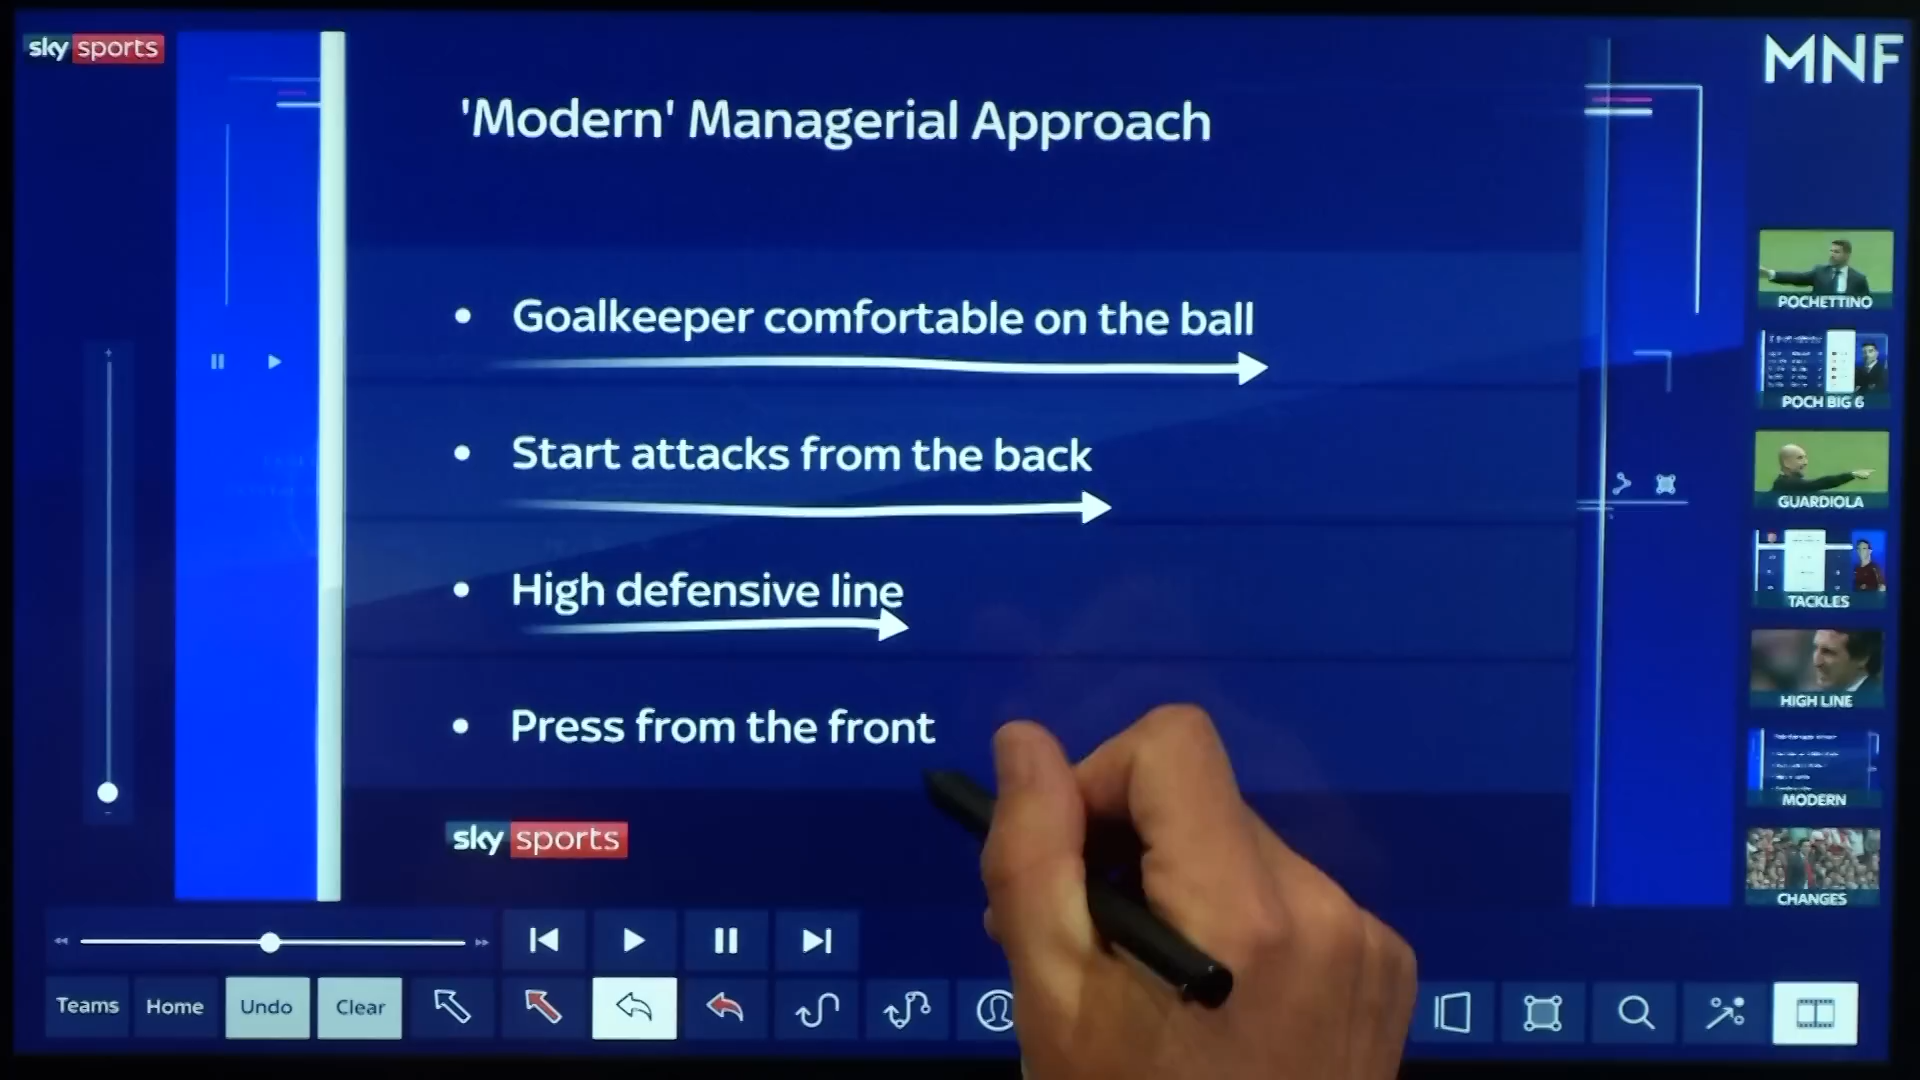 sky sports
MNF
'Modern' Managerial Approach
• Goalkeeper comfortable on the ball
• Start attacks from the back
• High defensive line
• Press from the front
sky sports
POCHETTINO
POCH BIG 6
GUARDIOLA
TACKLES
HIGH LINE
MODERN
CHANGES
Teams
Home
Undo
Clear